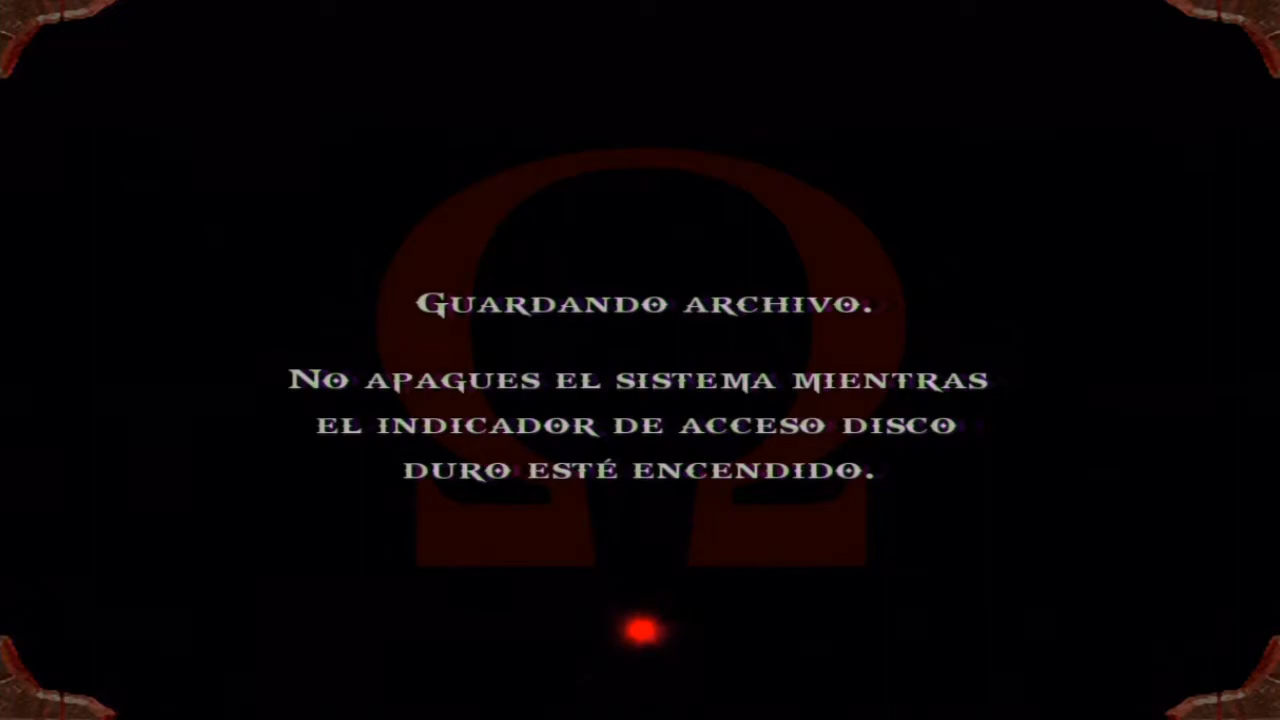 Guardando archivo.
No apagues el sistema mientras
el indicador de acceso disco
duro esté encendido.